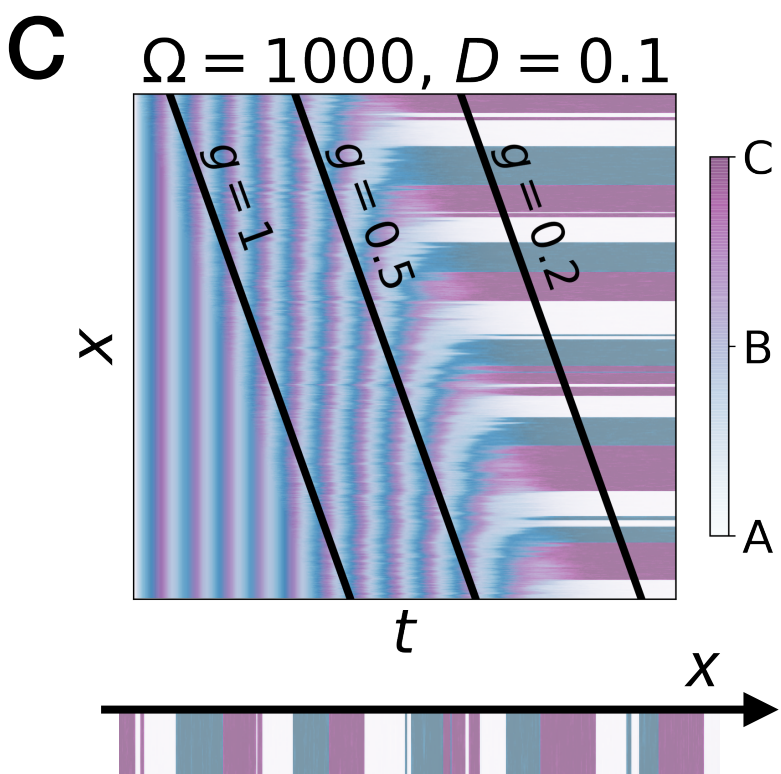 C
Ω = 1000, D = 0.1
g = 1
g = 0.5
g = 0.2
C
B
A
x
t
x